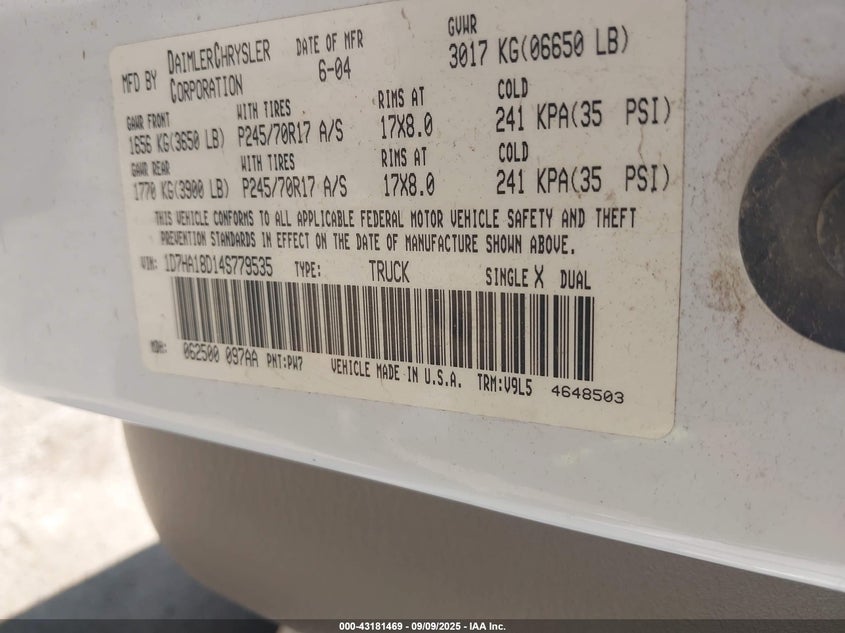 MFD BY DAIMLERCHRYSLER CORPORATION DATE OF MFR 6-04 GVWR 3017 KG(06650 LB)
GAWR FRONT WITH TIRES RIMS AT COLD
1656 KG(3650 LB) P245/70R17 A/S 17X8.0 241 KPA(35 PSI)
GAWR REAR WITH TIRES RIMS AT COLD
1770 KG(3900 LB) P245/70R17 A/S 17X8.0 241 KPA(35 PSI)
THIS VEHICLE CONFORMS TO ALL APPLICABLE FEDERAL MOTOR VEHICLE SAFETY AND THEFT
PREVENTION STANDARDS IN EFFECT ON THE DATE OF MANUFACTURE SHOWN ABOVE.
VIN: 1D7HA18D14S779535 TYPE: TRUCK SINGLE X DUAL
MDH: 062500 097AA PNT:PW7 VEHICLE MADE IN U.S.A. TRM:V9L5 4648503
000-43181469 - 09/09/2025 - IAA Inc.